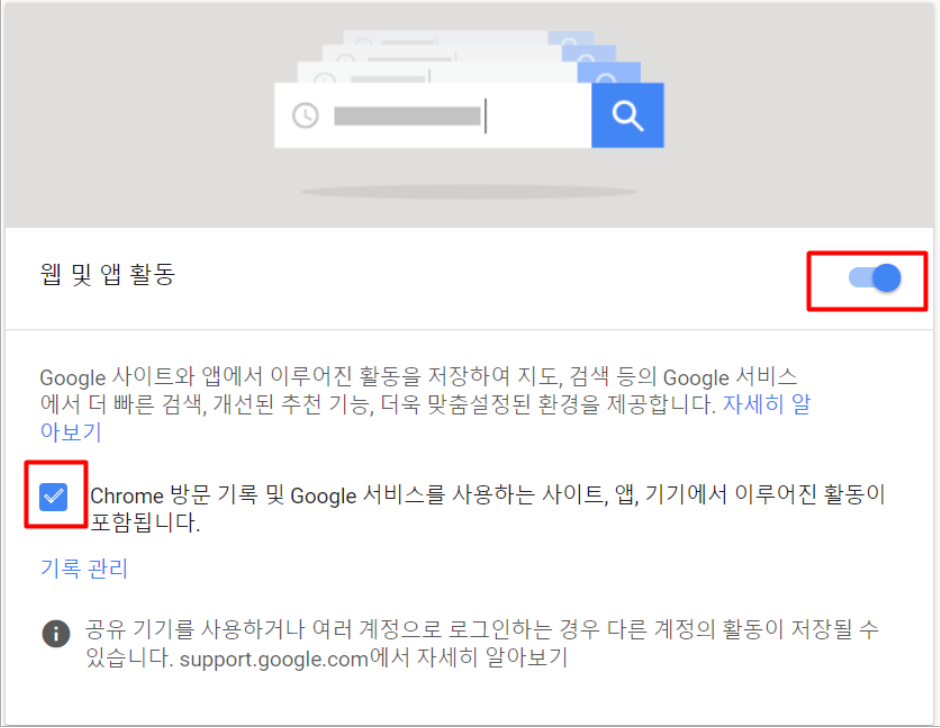 웹 및 앱 활동
Google 사이트와 앱에서 이루어진 활동을 저장하여 지도, 검색 등의 Google 서비스
에서 더 빠른 검색, 개선된 추천 기능, 더욱 맞춤설정된 환경을 제공합니다. 자세히 알
아보기
Chrome 방문 기록 및 Google 서비스를 사용하는 사이트, 앱, 기기에서 이루어진 활동이
포함됩니다.
기록 관리
공유 기기를 사용하거나 여러 계정으로 로그인하는 경우 다른 계정의 활동이 저장될 수
있습니다. support.google.com에서 자세히 알아보기